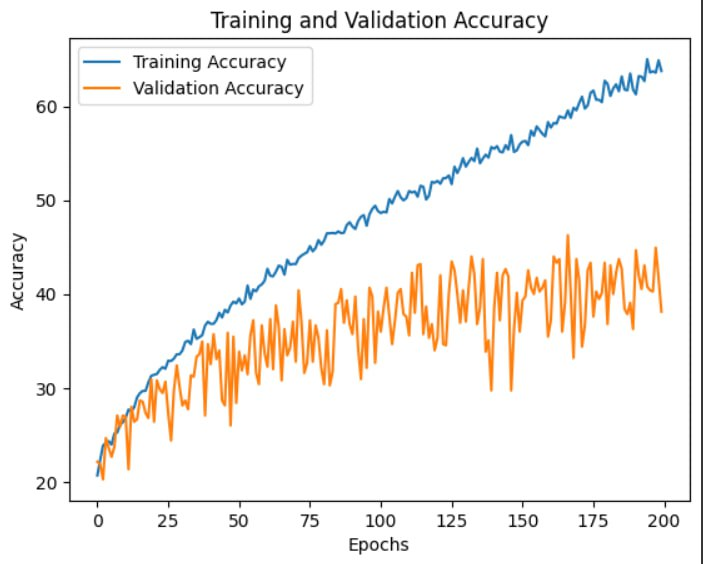 Training and Validation Accuracy
Training Accuracy
Validation Accuracy
60
50
40
30
20
Accuracy
0 25 50 75 100 125 150 175 200
Epochs